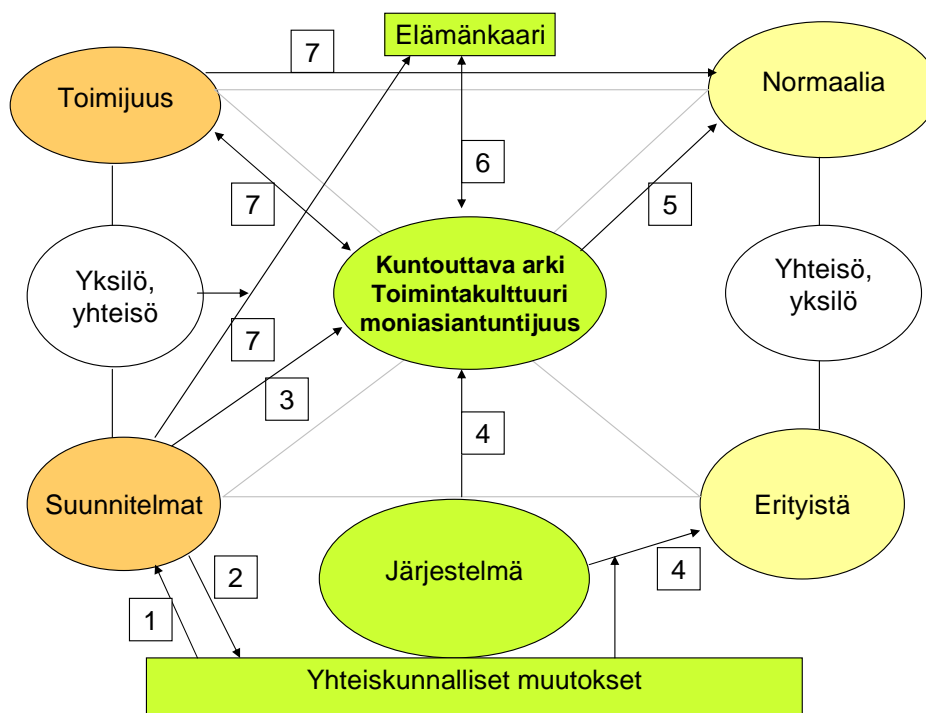 Elämänkaari
7
Toimijuus
Normaalia
6
7
5
Yksilö,
yhteisö
Kuntouttava arki
Toimintakulttuuri
moniasiantuntijuus
Yhteisö,
yksilö
7
3
4
Suunnitelmat
Erityistä
Järjestelmä
2
4
1
Yhteiskunnalliset muutokset